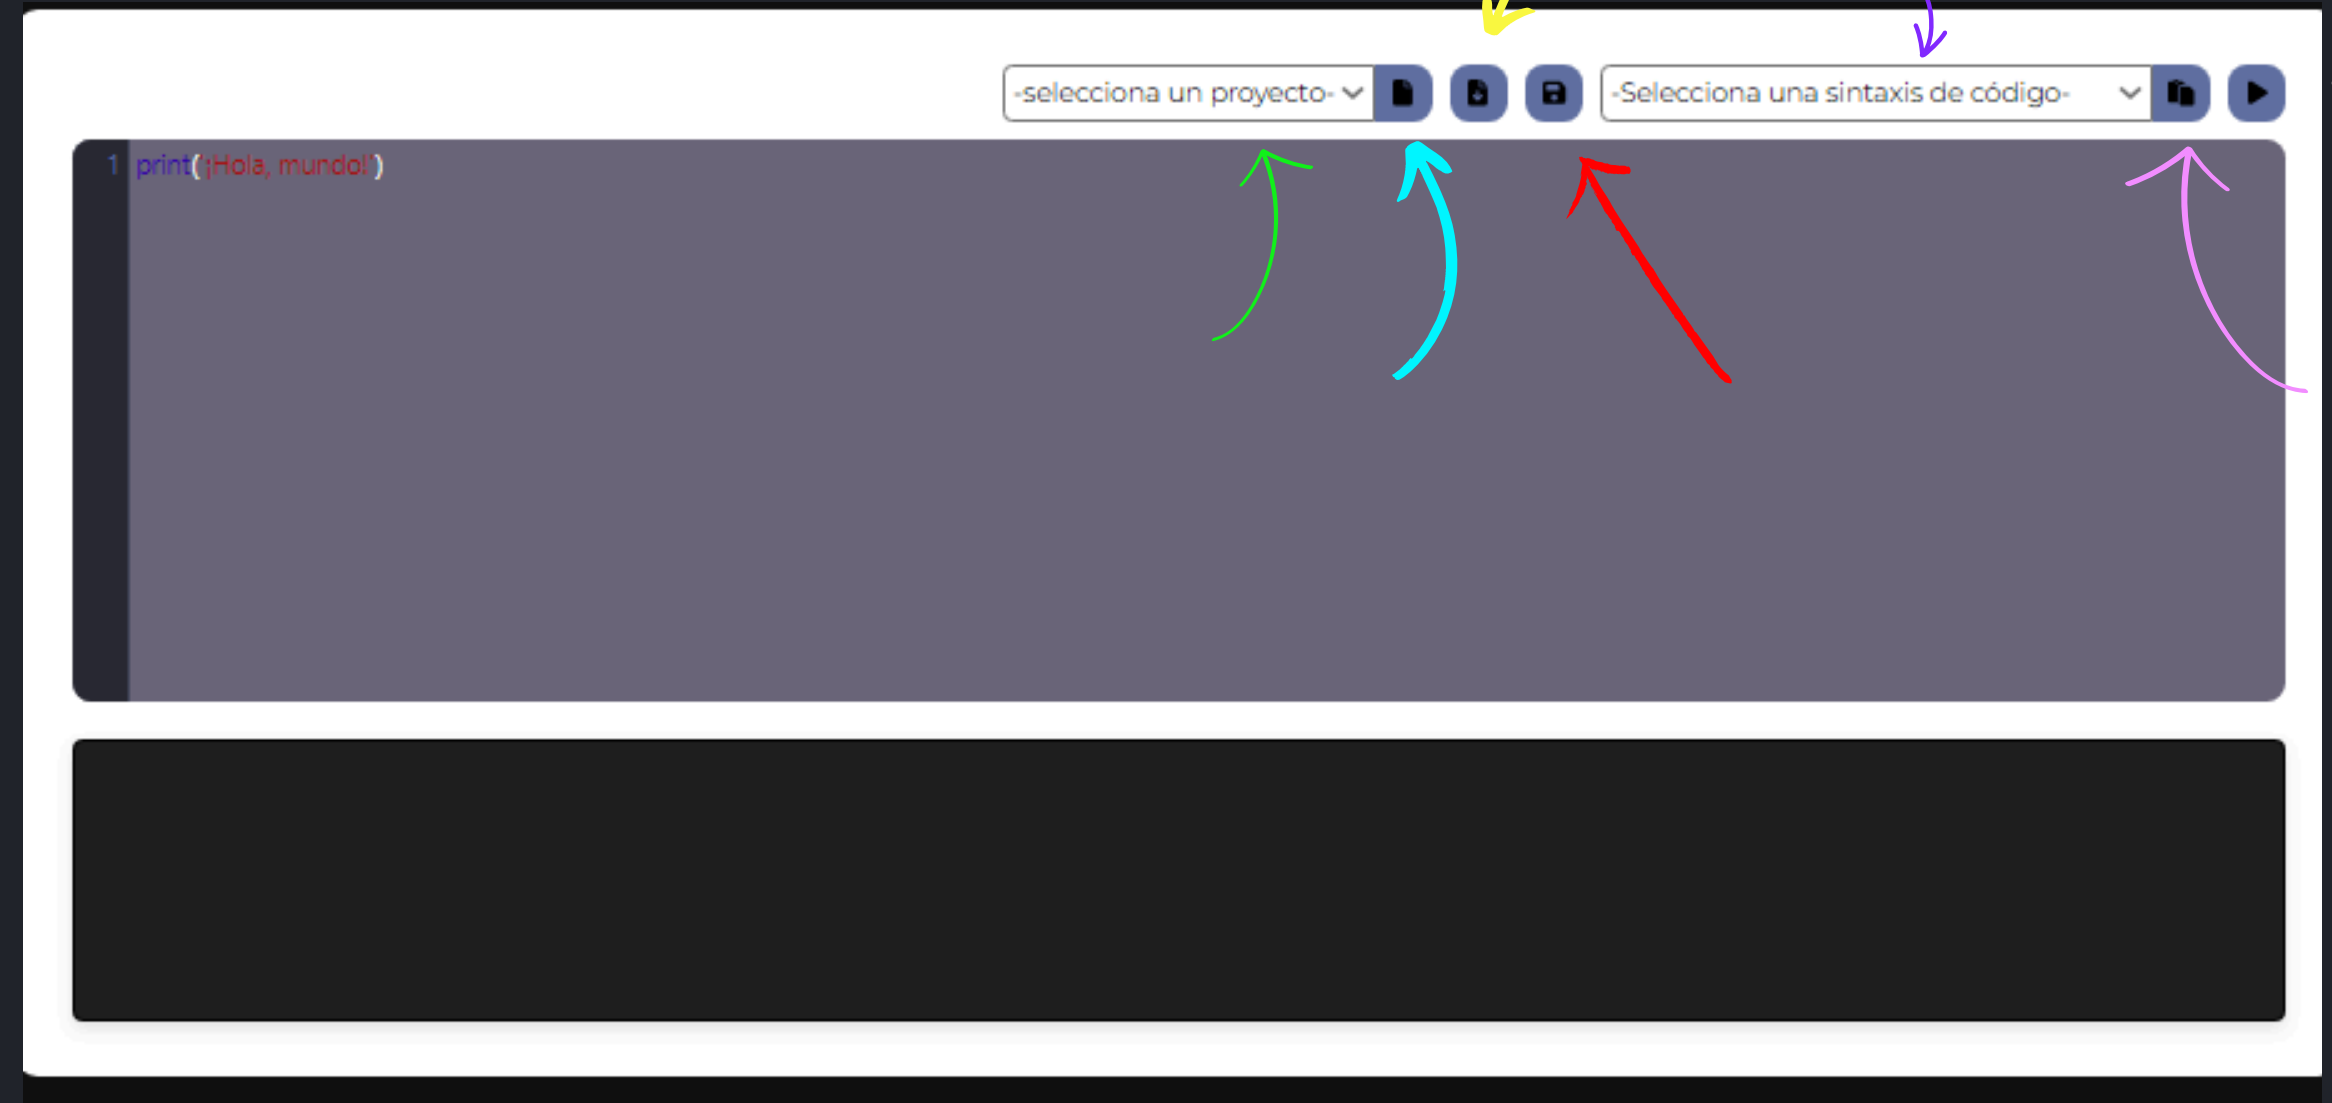 -selecciona un proyecto- -Selecciona una sintaxis de código-
1 print('¡Hola, mundo!')